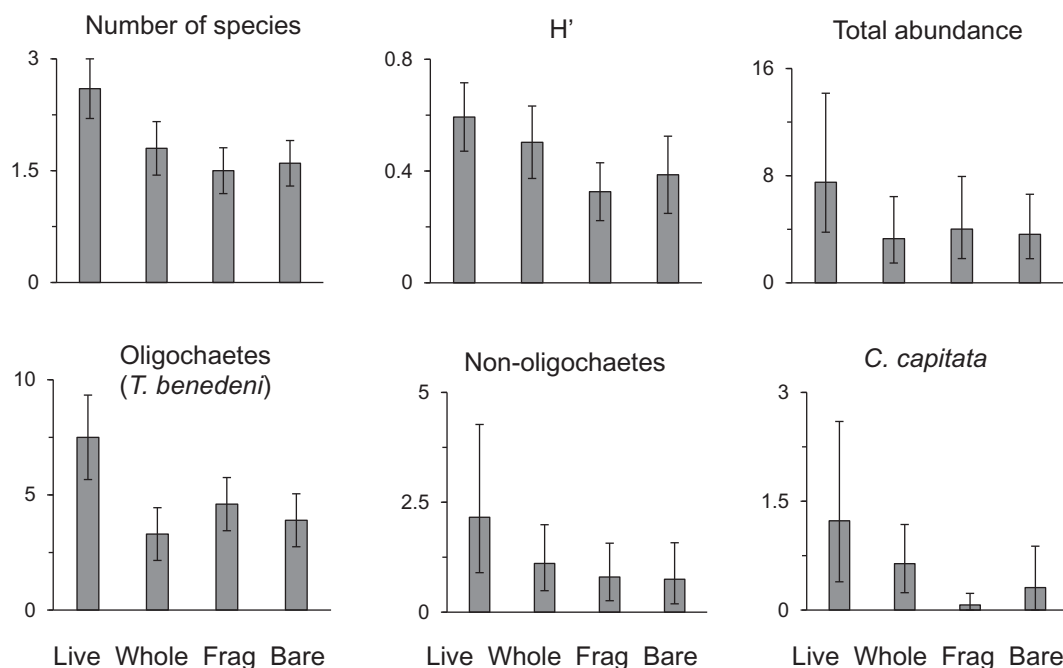 Number of species
H’
Total abundance
3
1.5
0
0.8
0.4
0
16
8
0
Oligochaetes
(T. benedeni)
Non-oligochaetes
C. capitata
10
5
0
5
2.5
0
3
1.5
0
Live Whole Frag Bare
Live Whole Frag Bare
Live Whole Frag Bare